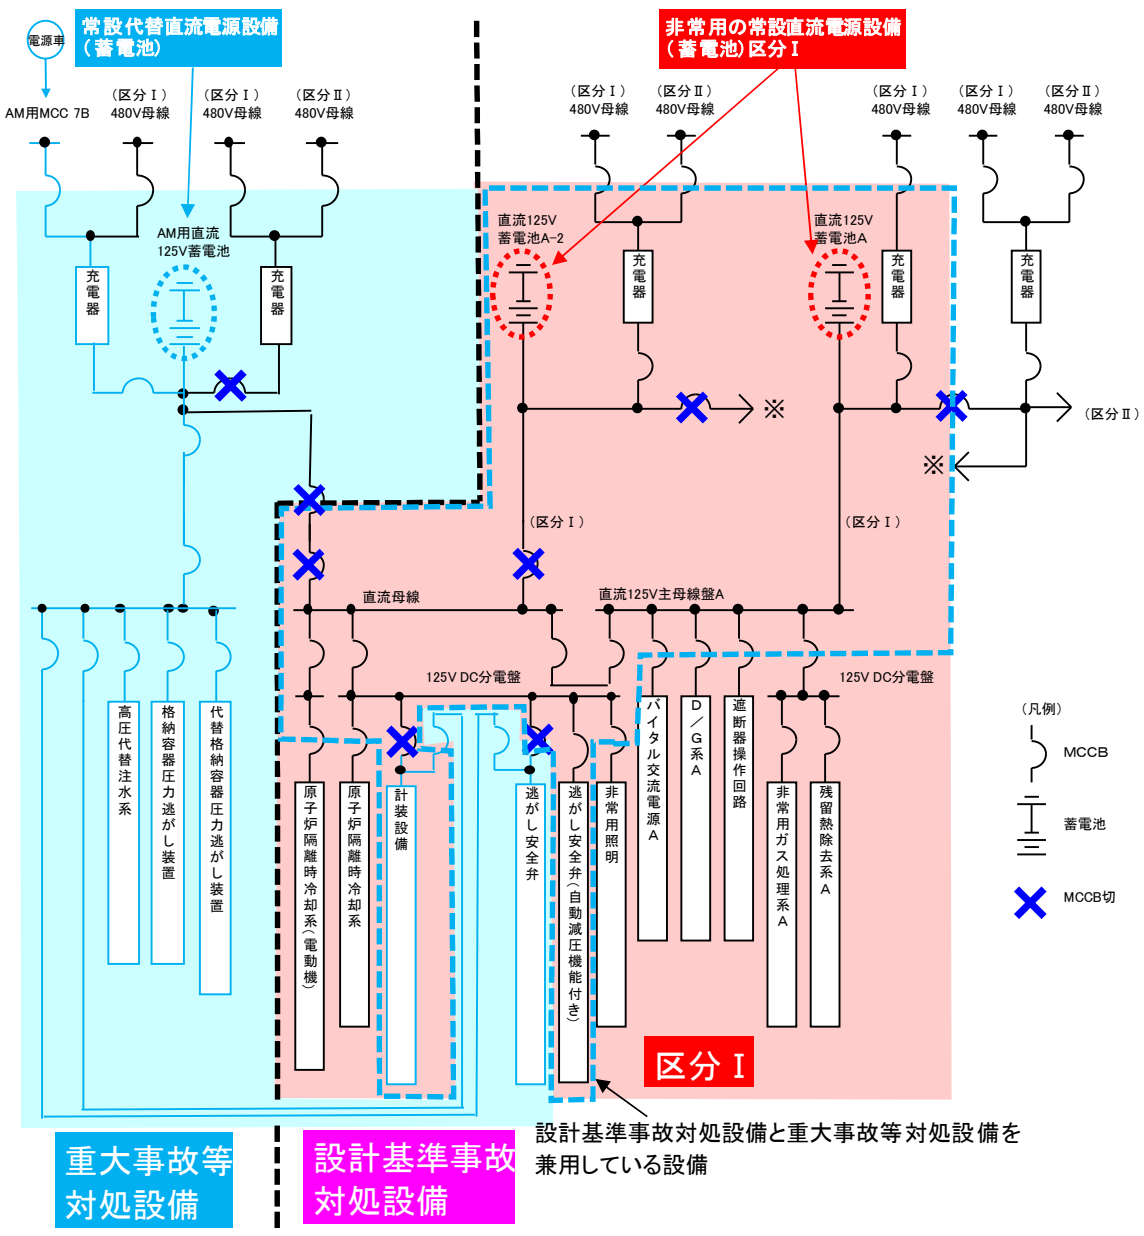 常設代替直流電源設備
(蓄電池)
非常用の常設直流電源設備
(蓄電池)区分Ⅰ
電源車
AM用MCC 7B
(区分Ⅰ)
480V母線
(区分Ⅰ)
480V母線
(区分Ⅱ)
480V母線
(区分Ⅰ)
480V母線
(区分Ⅱ)
480V母線
(区分Ⅰ)
480V母線
(区分Ⅰ)
480V母線
(区分Ⅱ)
480V母線
AM用直流
125V蓄電池
直流125V
蓄電池A-2
直流125V
蓄電池A
充電器
充電器
充電器
充電器
充電器
※
(区分Ⅱ)
※
(区分Ⅰ)
(区分Ⅰ)
直流母線
直流125V主母線盤A
125V DC分電盤
125V DC分電盤
高圧代替注水系
格納容器圧力逃がし装置
代替格納容器圧力逃がし装置
原子炉隔離時冷却系(電動機)
原子炉隔離時冷却系
計装設備
逃がし安全弁
逃がし安全弁(自動減圧機能付き)
非常用照明
バイタル交流電源A
D/G系A
遮断器操作回路
非常用ガス処理系A
残留熱除去系A
(凡例)
MCCB
蓄電池
MCCB切
区分Ⅰ
設計基準事故対処設備と重大事故等対処設備を
兼用している設備
重大事故等
対処設備
設計基準事故
対処設備